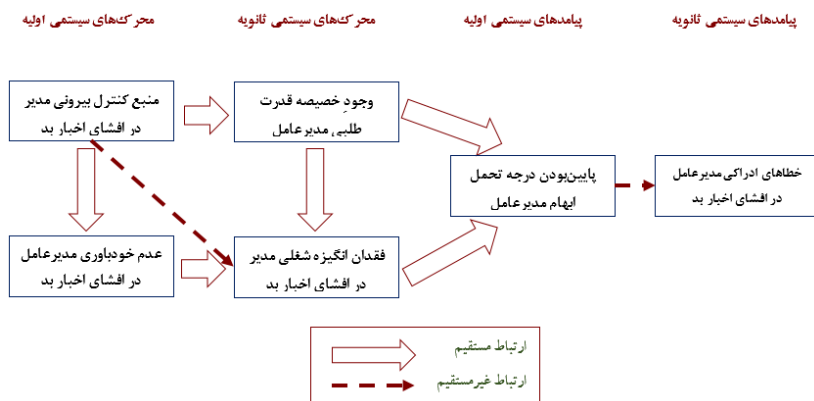 محرک‌های سیستمی اولیه
محرک‌های سیستمی ثانویه
پیامدهای سیستمی اولیه
پیامدهای سیستمی ثانویه
منبع کنترل بیرونی مدیر
در افشای اخبار بد
وجودِ خصیصه قدرت
طلبی مدیرعامل
پایین‌بودن درجه تحمل
ابهام مدیرعامل
خطاهای ادراکی مدیرعامل
در افشای اخبار بد
عدم خودباوری مدیرعامل
در افشای اخبار بد
فقدان انگیزه شغلی مدیر
در افشای اخبار بد
ارتباط مستقیم
ارتباط غیرمستقیم